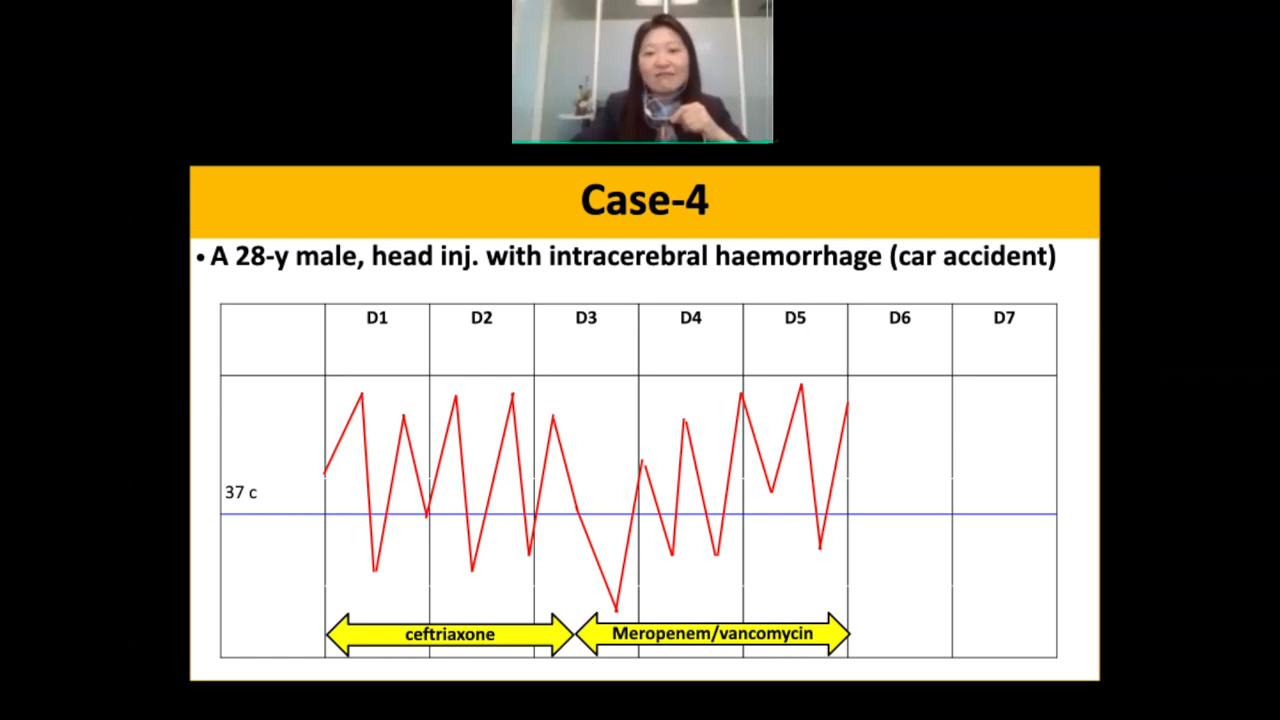 Case-4
• A 28-y male, head inj. with intracerebral haemorrhage (car accident)
D1 D2 D3 D4 D5 D6 D7
37 c
ceftriaxone Meropenem/vancomycin